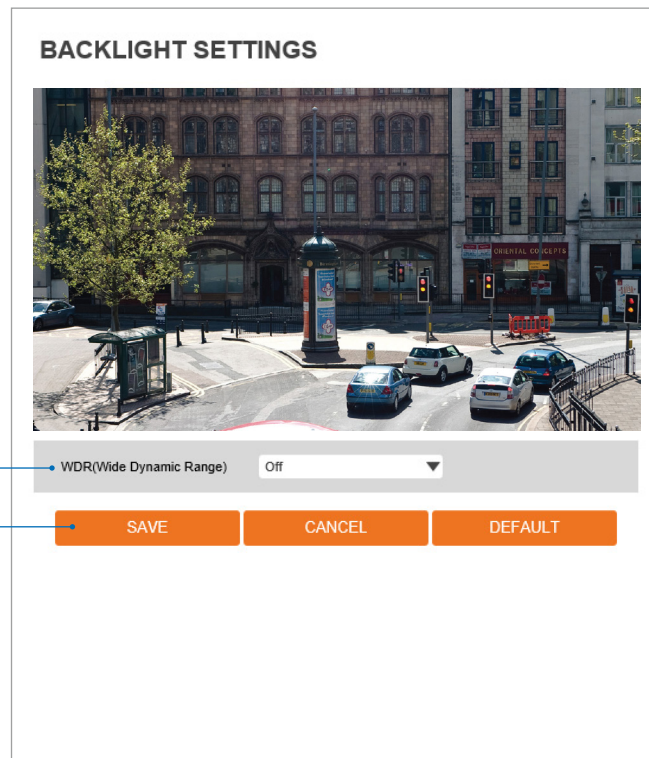 BACKLIGHT SETTINGS
ORIENTAL CONCEPTS
WDR(Wide Dynamic Range) Off
SAVE CANCEL DEFAULT